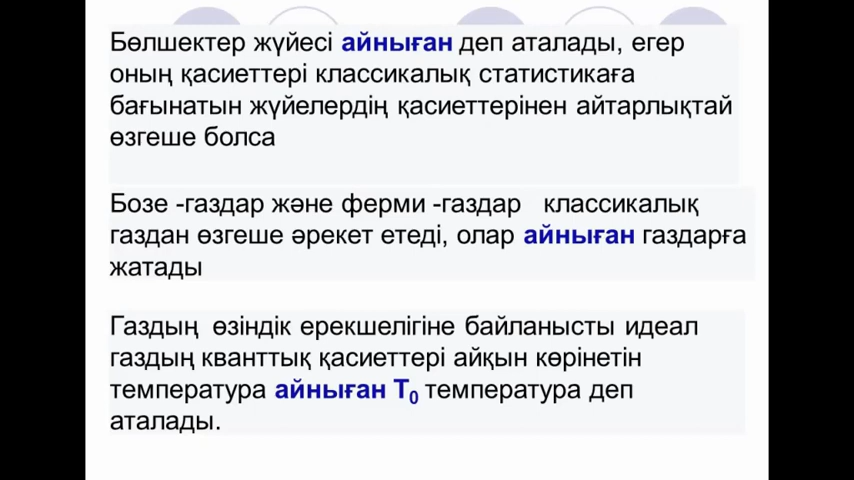 Бөлшектер жүйесі айныған деп аталады, егер
оның қасиеттері классикалық статистикаға
бағынатын жүйелердің қасиеттерінен айтарлықтай
өзгеше болса
Бозе -газдар және ферми -газдар классикалық
газдан өзгеше әрекет етеді, олар айныған газдарға
жатады
Газдың өзіндік ерекшелігіне байланысты идеал
газдың кванттық қасиеттері айқын көрінетін
температура айныған T₀ температура деп
аталады.